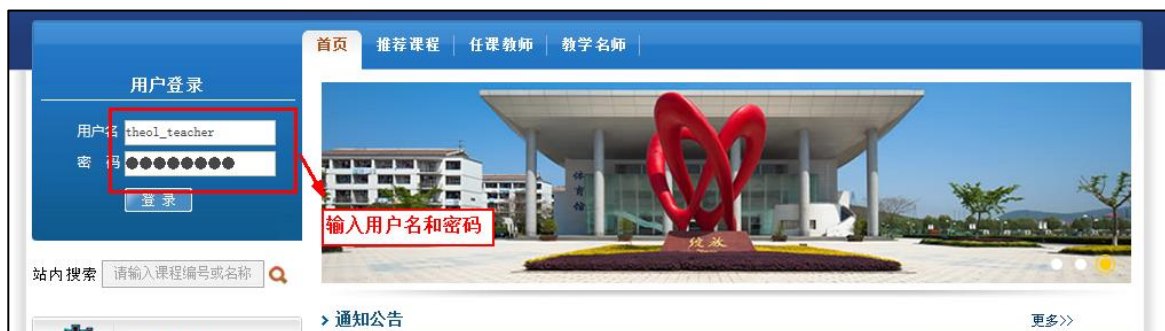 首页 推荐课程 任课教师 教学名师
用户登录
用户名 theol_teacher
密 码 ●●●●●●●●
登录
输入用户名和密码
体育馆
绽放
站内搜索 请输入课程编号或名称
通知公告 更多>>